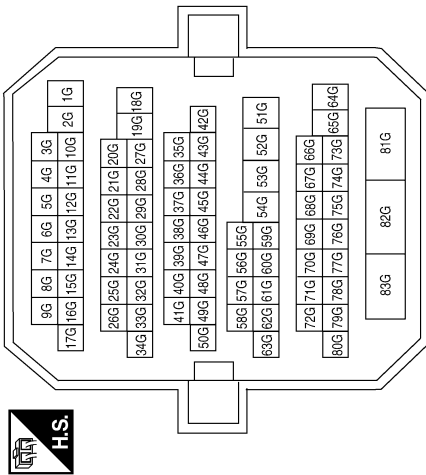 H.S.
9G 8G 7G 6G 5G 4G 3G
17G 16G 15G 14G 13G 12G 11G 10G 2G 1G
26G 25G 24G 23G 22G 21G 20G
34G 33G 32G 31G 30G 29G 28G 27G 19G 18G
41G 40G 39G 38G 37G 36G 35G
50G 49G 48G 47G 46G 45G 44G 43G 42G
58G 57G 56G 55G
63G 62G 61G 60G 59G 54G 53G 52G 51G
72G 71G 70G 69G 68G 67G 66G
80G 79G 78G 77G 76G 75G 74G 73G 65G 64G
83G 82G 81G